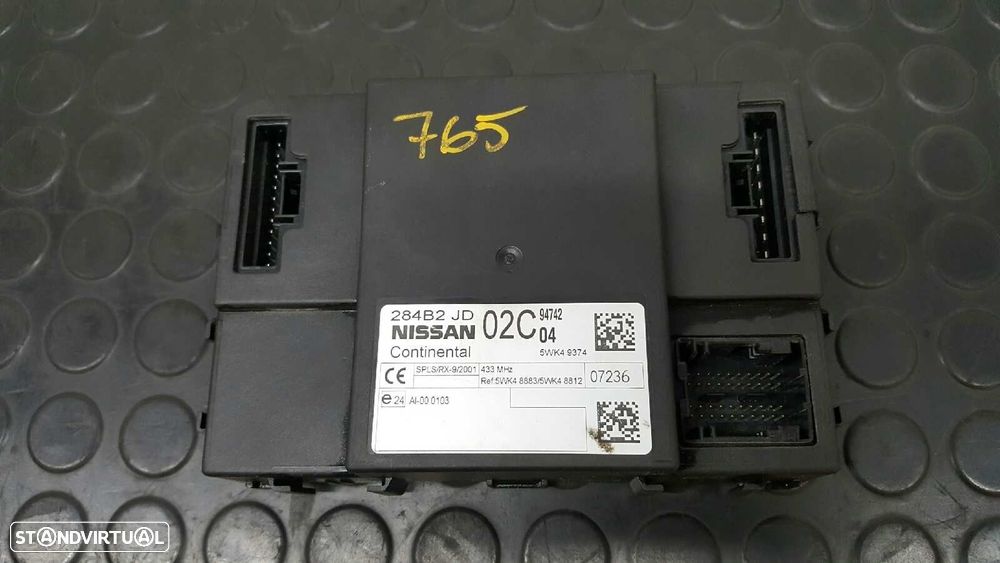 765
284B2 JD
NISSAN 02C 94742
04
Continental 5WK4 9374
CE SPLS/RX-9/2001 433 MHz
Ref:5WK4 8883/5WK4 8812 07236
e24 AI-00 0103
STANDVIRTUAL